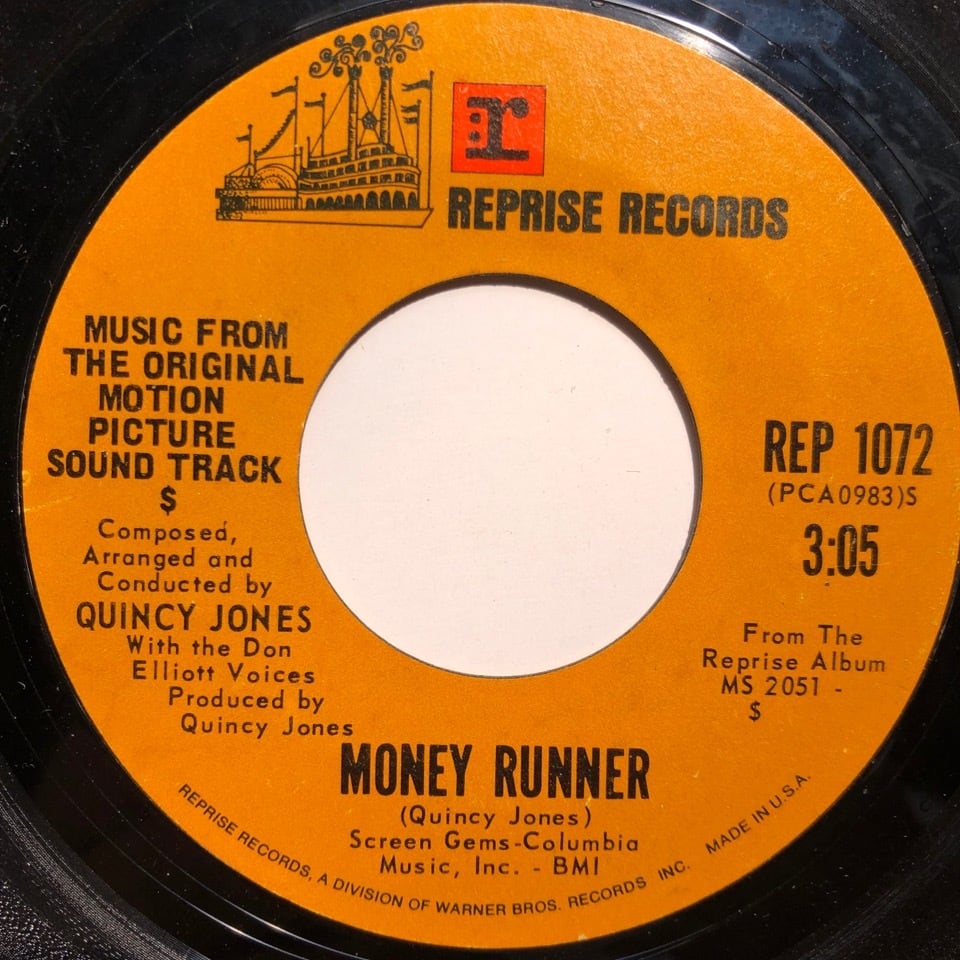 r
REPRISE RECORDS
MUSIC FROM
THE ORIGINAL
MOTION
PICTURE
SOUND TRACK
$
Composed,
Arranged and
Conducted by
QUINCY JONES
With the Don
Elliott Voices
Produced by
Quincy Jones
REP 1072
(PCA0983)S
3:05
From The
Reprise Album
MS 2051 -
$
MONEY RUNNER
(Quincy Jones)
Screen Gems-Columbia
Music, Inc. - BMI
REPRISE RECORDS, A DIVISION OF WARNER BROS. RECORDS INC. MADE IN U.S.A.